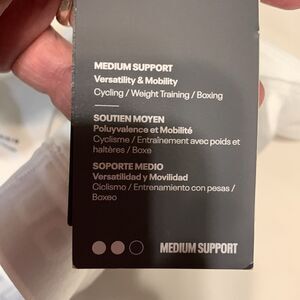 MEDIUM SUPPORT
Versatility & Mobility
Cycling / Weight Training / Boxing
SOUTIEN MOYEN
Poluyvalence et Mobilité
Cyclisme / Entraînement avec poids et
haltères / Boxe
SOPORTE MEDIO
Versatilidad y Movilidad
Ciclismo / Entrenamiento con pesas /
Boxeo
MEDIUM SUPPORT